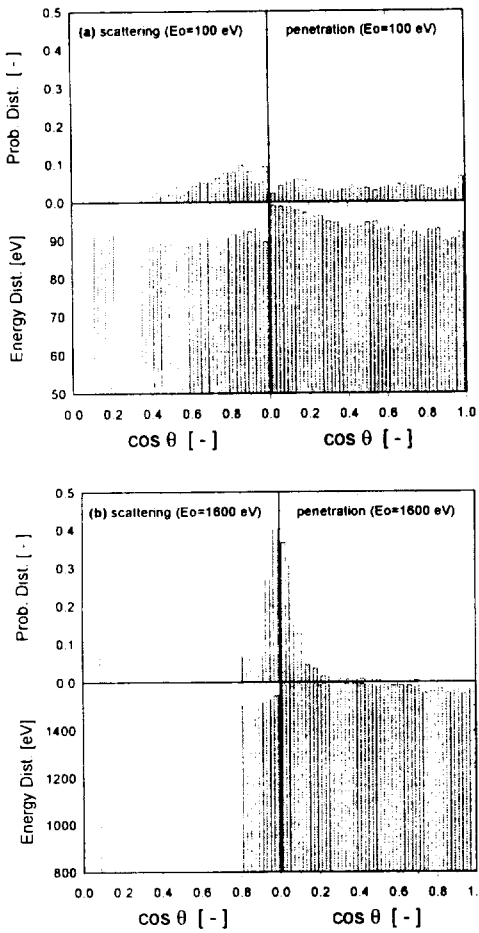 (a) scattering (Eo=100 eV) penetration (Eo=100 eV)
Prob. Dist. [ - ]
0.5
0.4
0.3
0.2
0.1
0.0
Energy Dist. [eV]
90
80
70
60
50
0.0 0.2 0.4 0.6 0.8 0.0 0.2 0.4 0.6 0.8 1.0
cos θ [ - ] cos θ [ - ]
(b) scattering (Eo=1600 eV) penetration (Eo=1600 eV)
Prob. Dist. [ - ]
0.5
0.4
0.3
0.2
0.1
0.0
Energy Dist. [eV]
1400
1200
1000
800
0.0 0.2 0.4 0.6 0.8 0.0 0.2 0.4 0.6 0.8 1.
cos θ [ - ] cos θ [ - ]